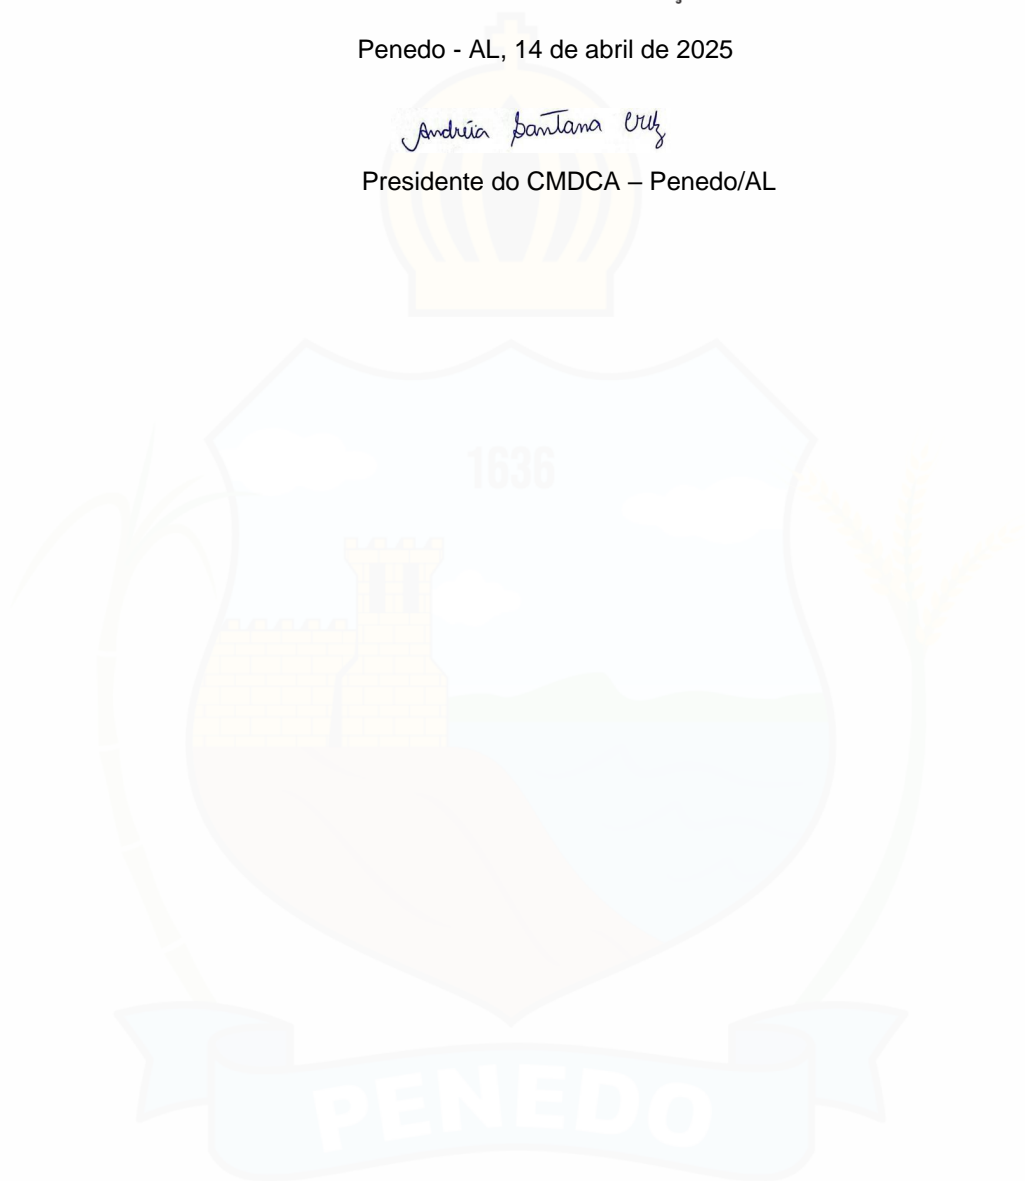 Penedo - AL, 14 de abril de 2025
Andréia Santana Cruz
Presidente do CMDCA – Penedo/AL
1636
PENEDO